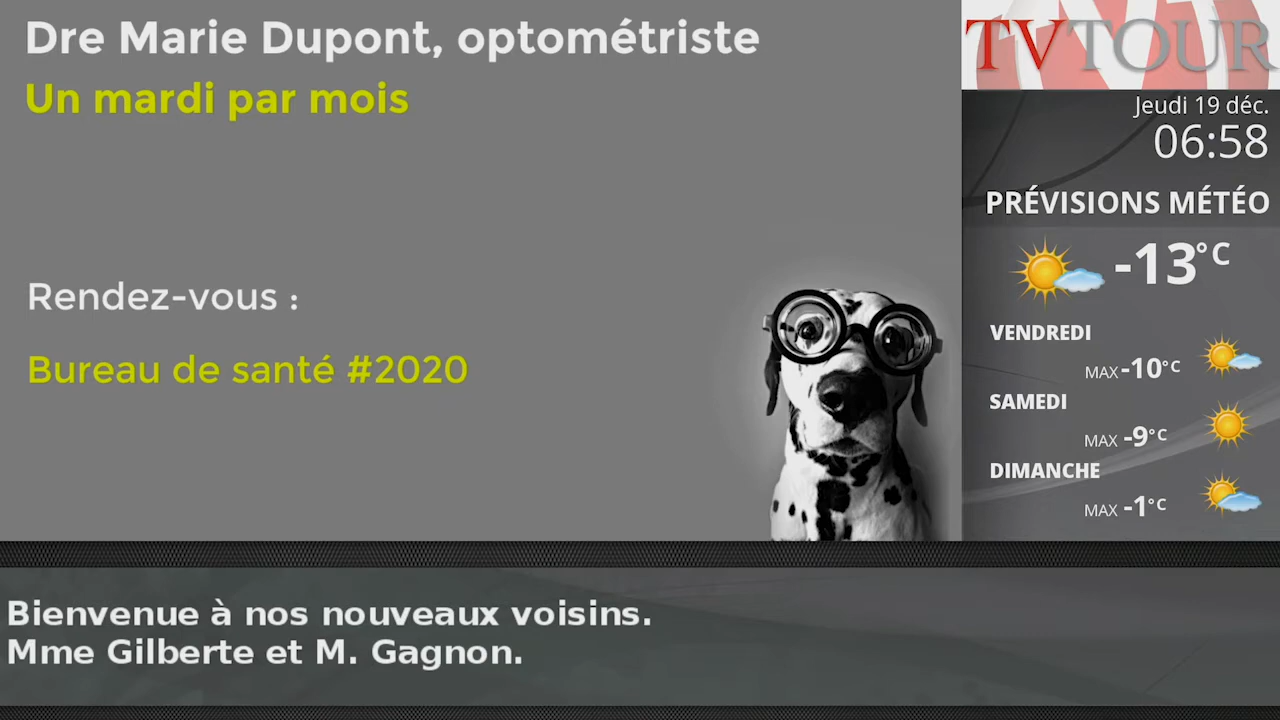 Dre Marie Dupont, optométriste
Un mardi par mois
Rendez-vous :
Bureau de santé #2020
TVTOUR
Jeudi 19 déc.
06:58
PRÉVISIONS MÉTÉO
-13°C
VENDREDI
MAX -10°C
SAMEDI
MAX -9°C
DIMANCHE
MAX -1°C
Bienvenue à nos nouveaux voisins.
Mme Gilberte et M. Gagnon.